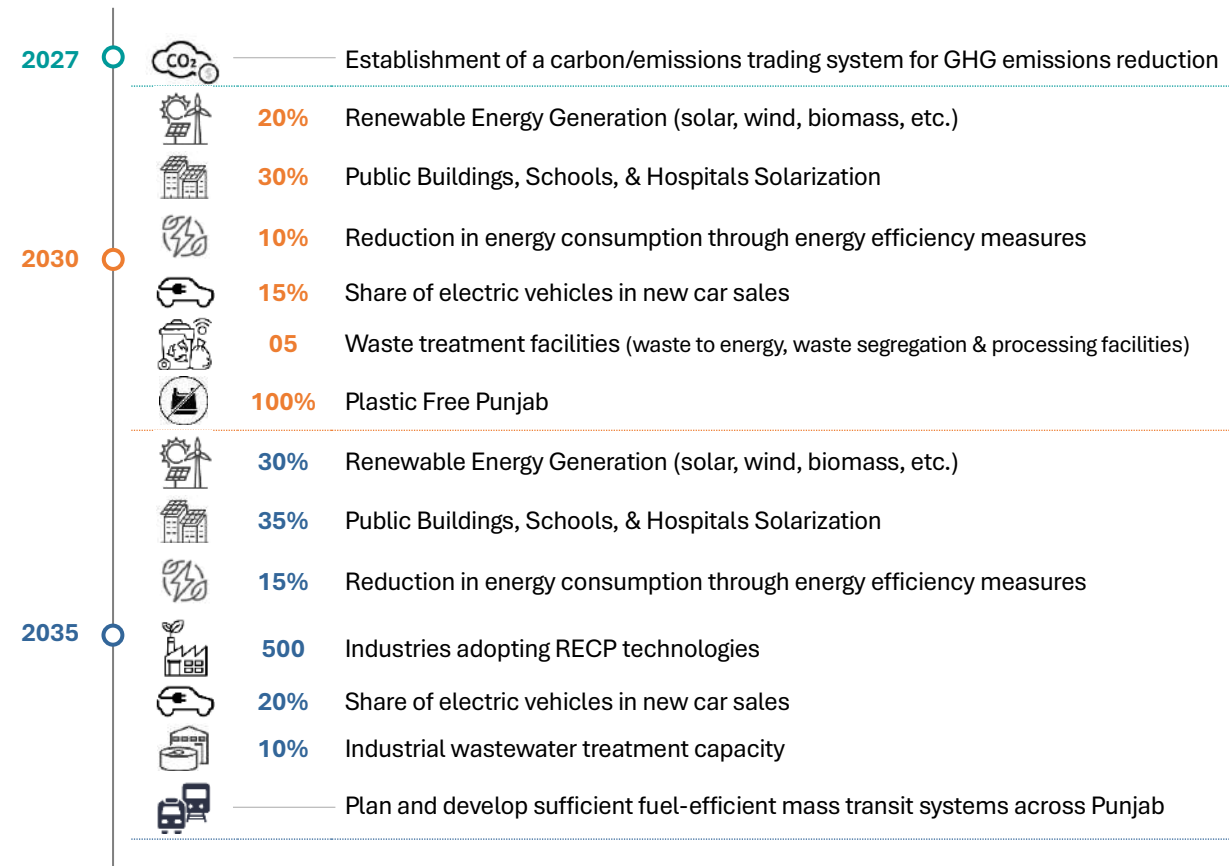 2027
CO₂
$
Establishment of a carbon/emissions trading system for GHG emissions reduction
2030
20% Renewable Energy Generation (solar, wind, biomass, etc.)
30% Public Buildings, Schools, & Hospitals Solarization
10% Reduction in energy consumption through energy efficiency measures
15% Share of electric vehicles in new car sales
05 Waste treatment facilities (waste to energy, waste segregation & processing facilities)
100% Plastic Free Punjab
2035
30% Renewable Energy Generation (solar, wind, biomass, etc.)
35% Public Buildings, Schools, & Hospitals Solarization
15% Reduction in energy consumption through energy efficiency measures
500 Industries adopting RECP technologies
20% Share of electric vehicles in new car sales
10% Industrial wastewater treatment capacity
Plan and develop sufficient fuel-efficient mass transit systems across Punjab